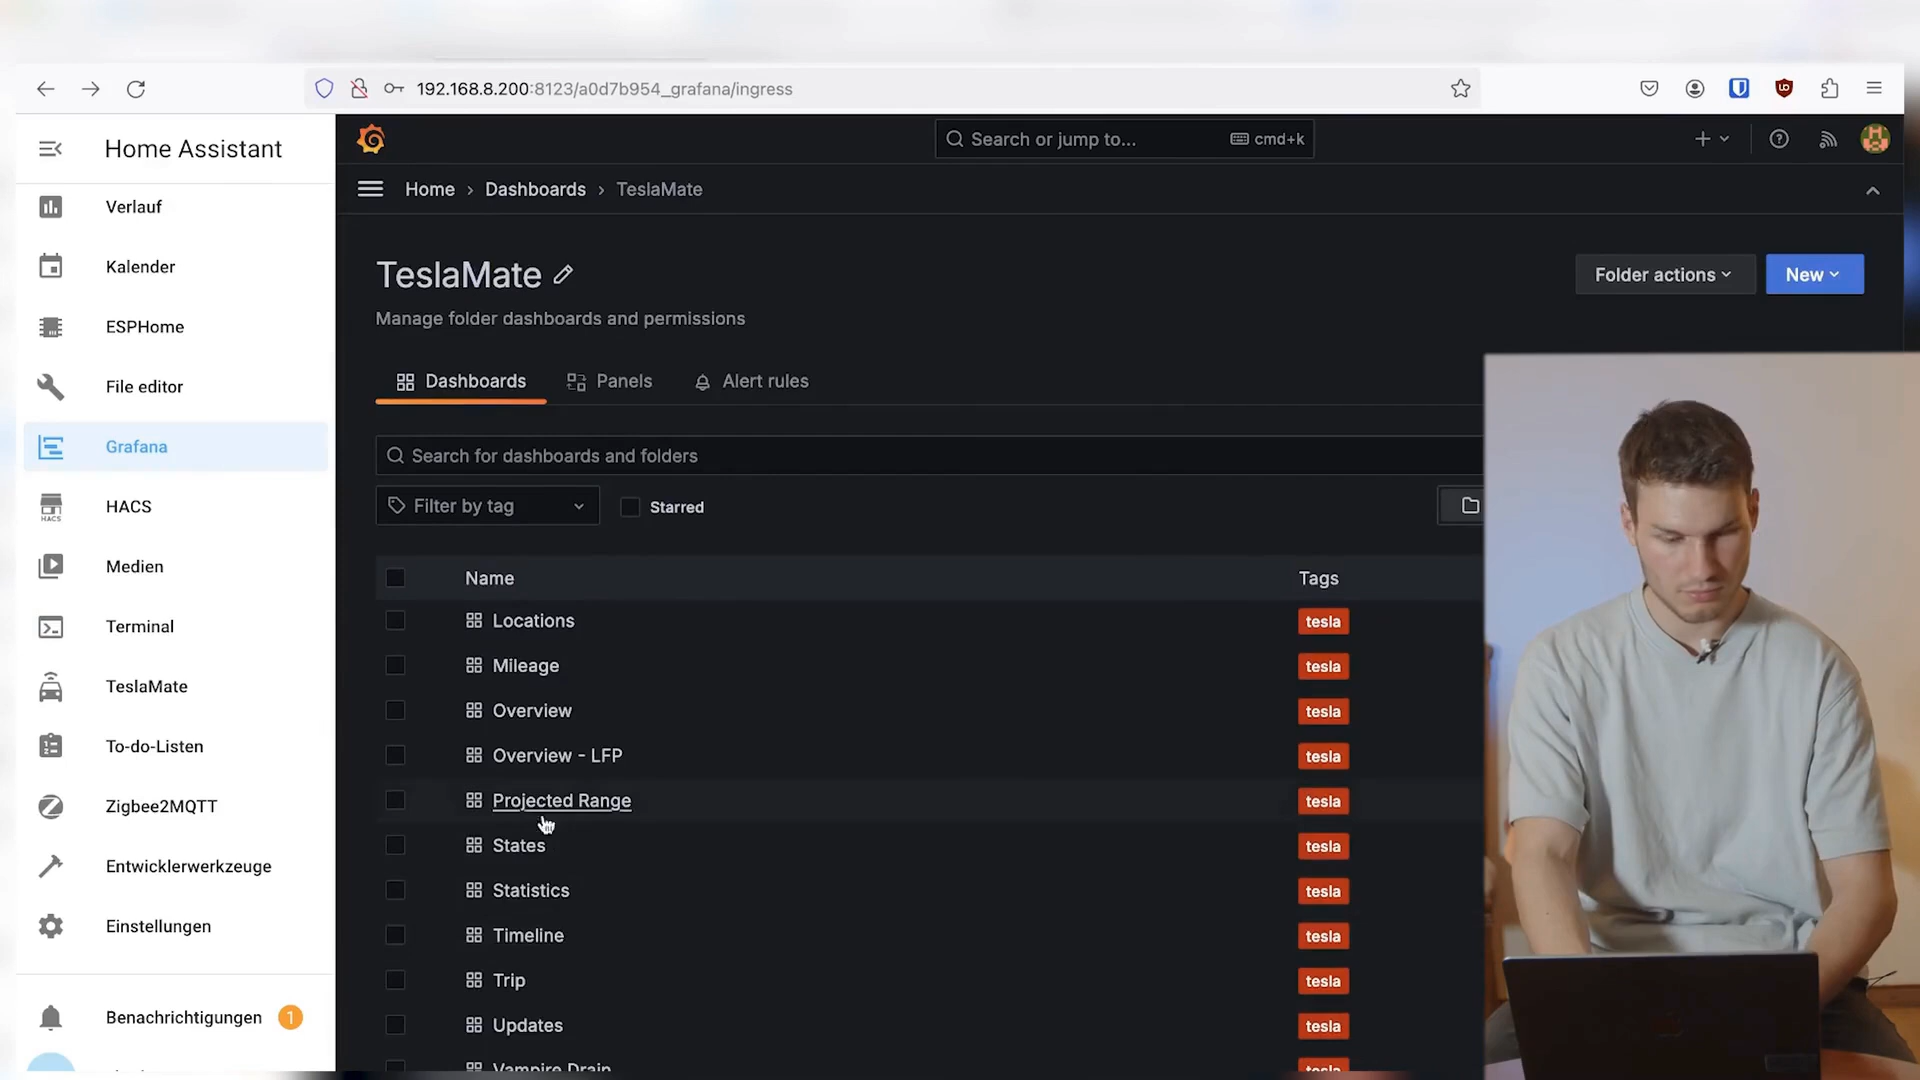 192.168.8.200:8123/a0d7b954_grafana/ingress
Home Assistant
Verlauf
Kalender
ESPHome
File editor
Grafana
HACS
HACS
Medien
Terminal
TeslaMate
To-do-Listen
Zigbee2MQTT
Entwicklerwerkzeuge
Einstellungen
Benachrichtigungen 1
Search or jump to... cmd+k
Home › Dashboards › TeslaMate
TeslaMate
Folder actions
New
Manage folder dashboards and permissions
Dashboards Panels Alert rules
Search for dashboards and folders
Filter by tag Starred
Name Tags
Locations tesla
Mileage tesla
Overview tesla
Overview - LFP tesla
Projected Range tesla
States tesla
Statistics tesla
Timeline tesla
Trip tesla
Updates tesla
Vampire Drain tesla